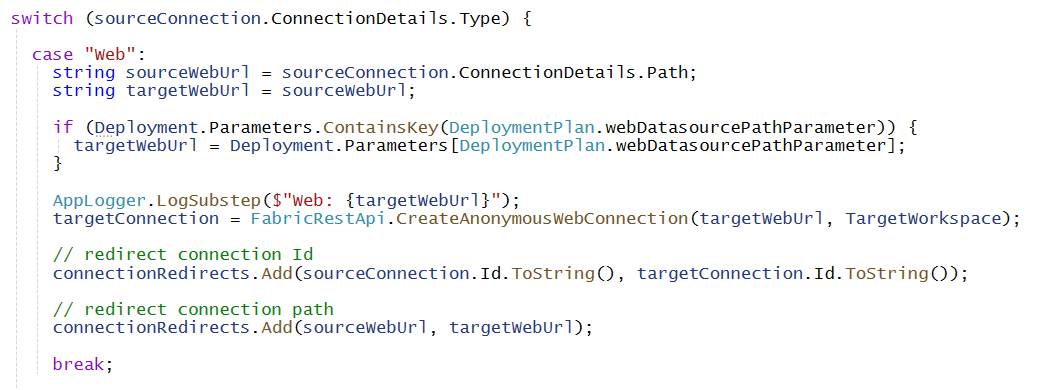 switch (sourceConnection.ConnectionDetails.Type) {
case "Web":
string sourceWebUrl = sourceConnection.ConnectionDetails.Path;
string targetWebUrl = sourceWebUrl;
if (Deployment.Parameters.ContainsKey(DeploymentPlan.webDatasourcePathParameter)) {
targetWebUrl = Deployment.Parameters[DeploymentPlan.webDatasourcePathParameter];
}
AppLogger.LogSubstep($"Web: {targetWebUrl}");
targetConnection = FabricRestApi.CreateAnonymousWebConnection(targetWebUrl, TargetWorkspace);
// redirect connection Id
connectionRedirects.Add(sourceConnection.Id.ToString(), targetConnection.Id.ToString());
// redirect connection path
connectionRedirects.Add(sourceWebUrl, targetWebUrl);
break;